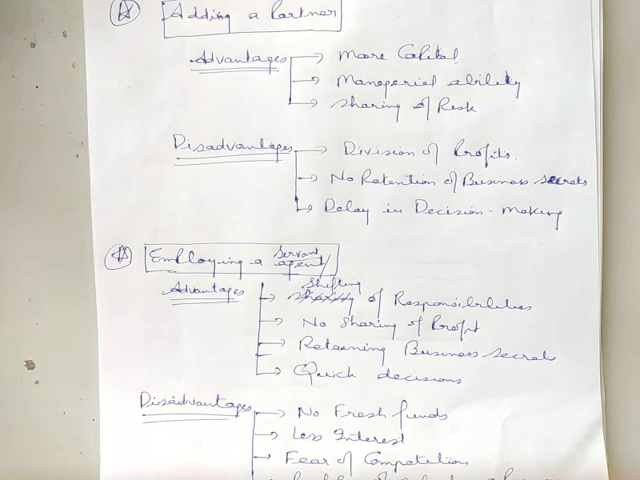 A Adding a Partner
Advantages → More Capital
→ Managerial ability
→ Sharing of Risk
Disadvantages → Division of Profits.
→ No Retention of Business Secrets
→ Delay in Decision-Making
A Employing a Servant/
agent
Advantages → Shifting of Responsibilities
→ No Sharing of Profit
→ Retaining Business secrets
→ Quick decisions
Disadvantages → No Fresh funds
→ Less Interest
→ Fear of Competition